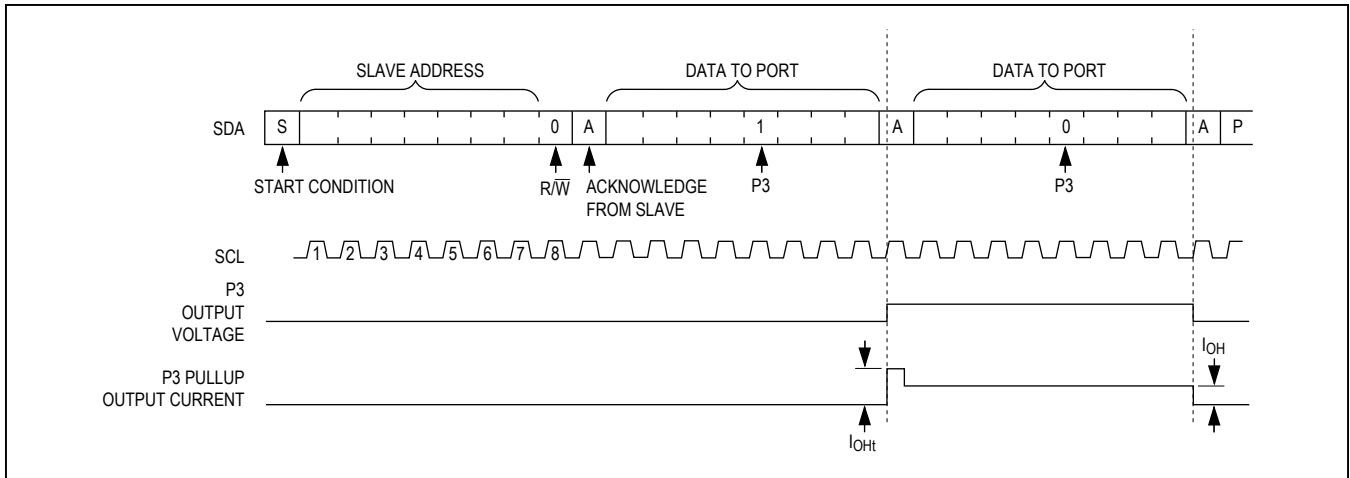 SLAVE ADDRESS
DATA TO PORT
DATA TO PORT
SDA
S
0
A
1
A
0
A
P
START CONDITION
R/W̅
ACKNOWLEDGE
FROM SLAVE
P3
P3
SCL
1 2 3 4 5 6 7 8
P3
OUTPUT
VOLTAGE
IOH
P3 PULLUP
OUTPUT CURRENT
IOHt